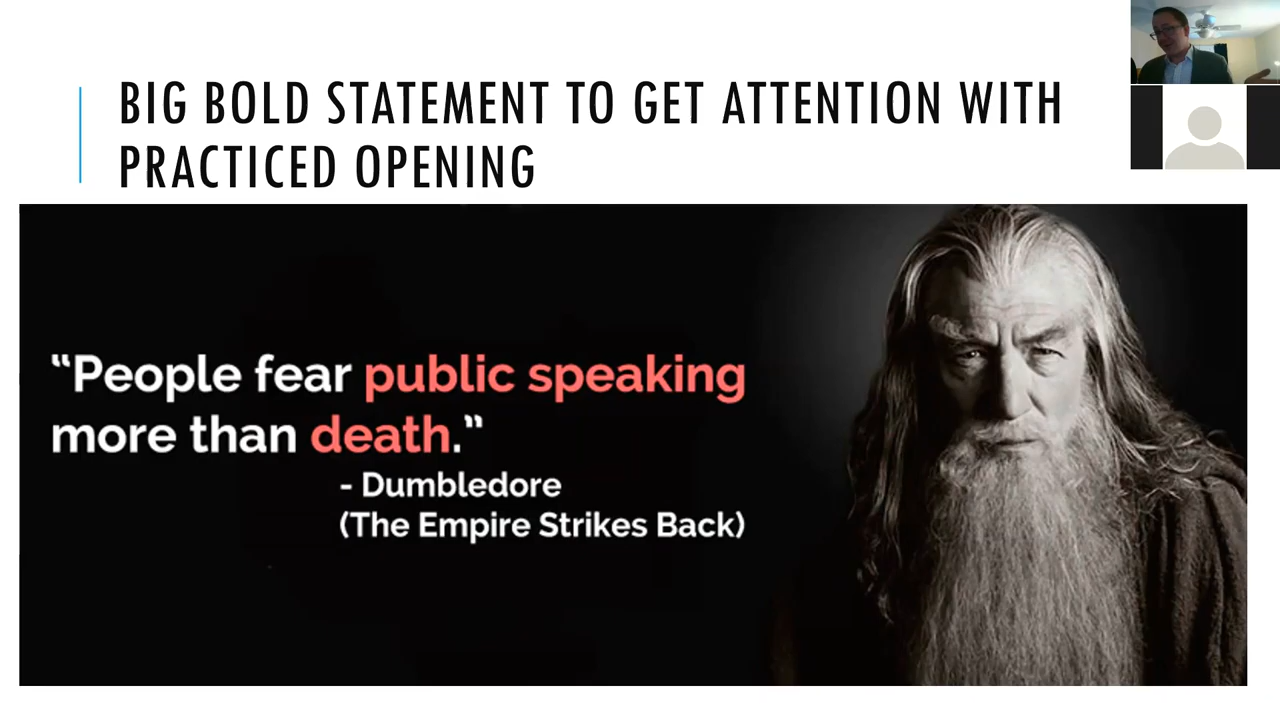 BIG BOLD STATEMENT TO GET ATTENTION WITH
PRACTICED OPENING
“People fear public speaking
more than death.”
- Dumbledore
(The Empire Strikes Back)